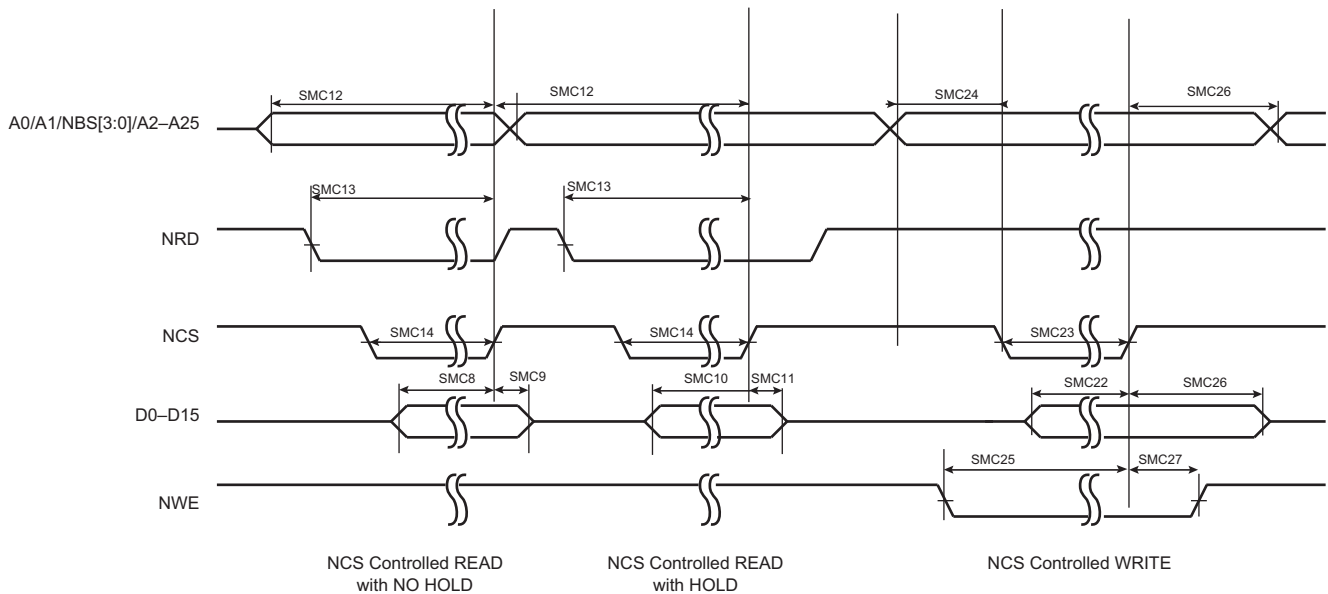 SMC12
SMC12
SMC24
SMC26
A0/A1/NBS[3:0]/A2–A25
SMC13
SMC13
NRD
NCS
SMC14
SMC14
SMC23
SMC8
SMC9
SMC10
SMC11
SMC22
SMC26
D0–D15
SMC25
SMC27
NWE
NCS Controlled READ
with NO HOLD
NCS Controlled READ
with HOLD
NCS Controlled WRITE